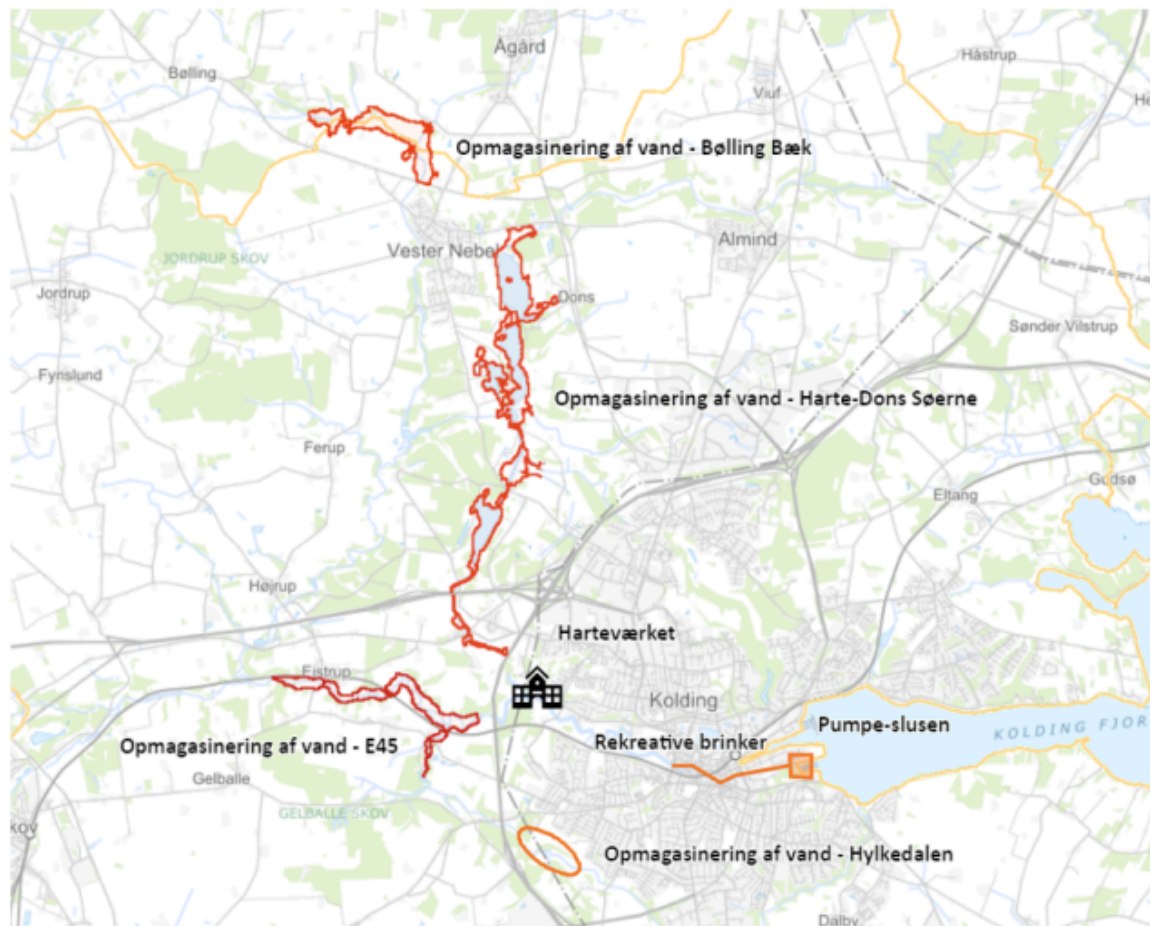 Ågård
Håstrup
Bølling
Viuf
Opmagasinering af vand - Bølling Bæk
Vester Nebel
Almind
JORDRUP SKOV
Jordrup
Dons
Sønder Vilstrup
Fynslund
Opmagasinering af vand - Harte-Dons Søerne
Ferup
Gudsø
Eltang
Højrup
Harteværket
Eistrup
Kolding
Pumpe-slusen
KOLDING FJOR
Opmagasinering af vand - E45
Rekreative brinker
Gelballe
GELBALLE SKOV
kov
Opmagasinering af vand - Hylkedalen
Dalby